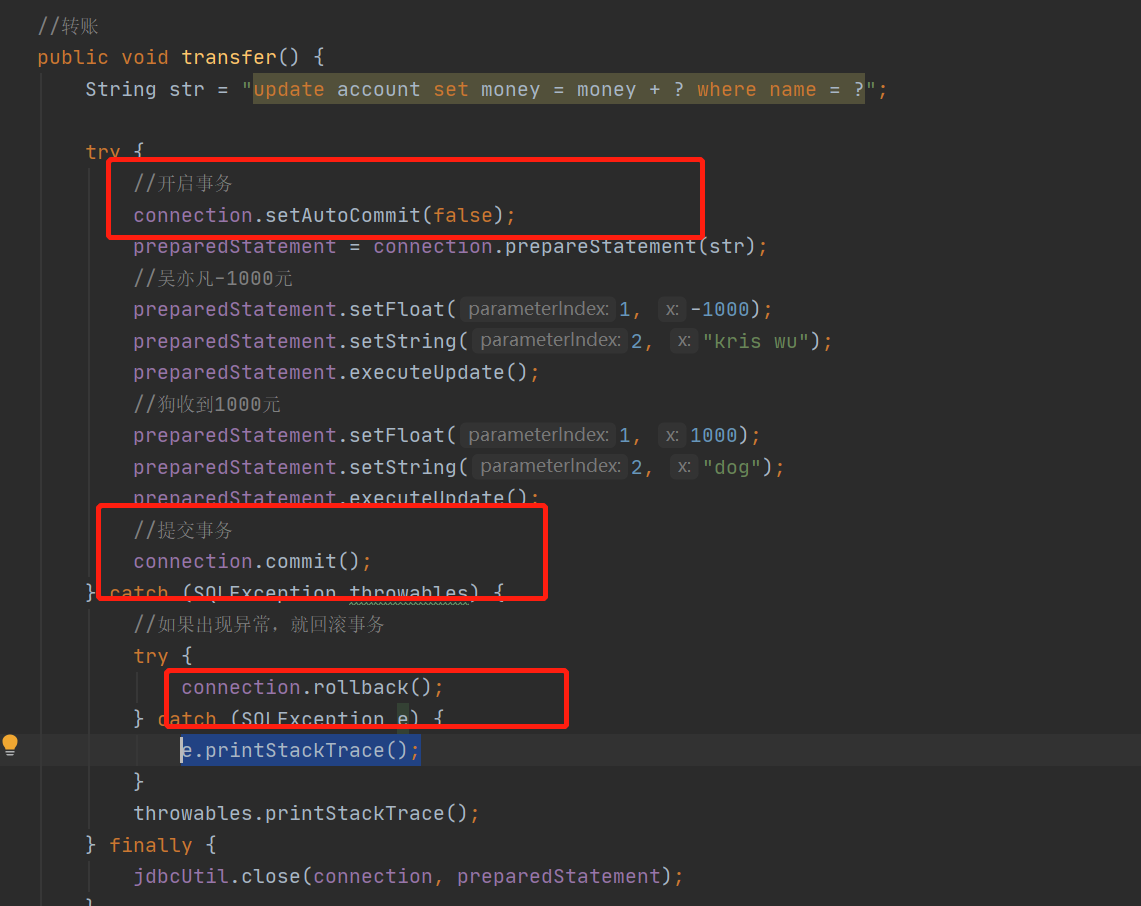 //转账
public void transfer() {
String str = "update account set money = money + ? where name = ?";
try {
//开启事务
connection.setAutoCommit(false);
preparedStatement = connection.prepareStatement(str);
//吴亦凡-1000元
preparedStatement.setFloat( parameterIndex: 1, x: -1000);
preparedStatement.setString( parameterIndex: 2, x: "kris wu");
preparedStatement.executeUpdate();
//狗收到1000元
preparedStatement.setFloat( parameterIndex: 1, x: 1000);
preparedStatement.setString( parameterIndex: 2, x: "dog");
preparedStatement.executeUpdate();
//提交事务
connection.commit();
} catch (SQLException throwables) {
//如果出现异常，就回滚事务
try {
connection.rollback();
} catch (SQLException e) {
e.printStackTrace();
}
throwables.printStackTrace();
} finally {
jdbcUtil.close(connection, preparedStatement);
}